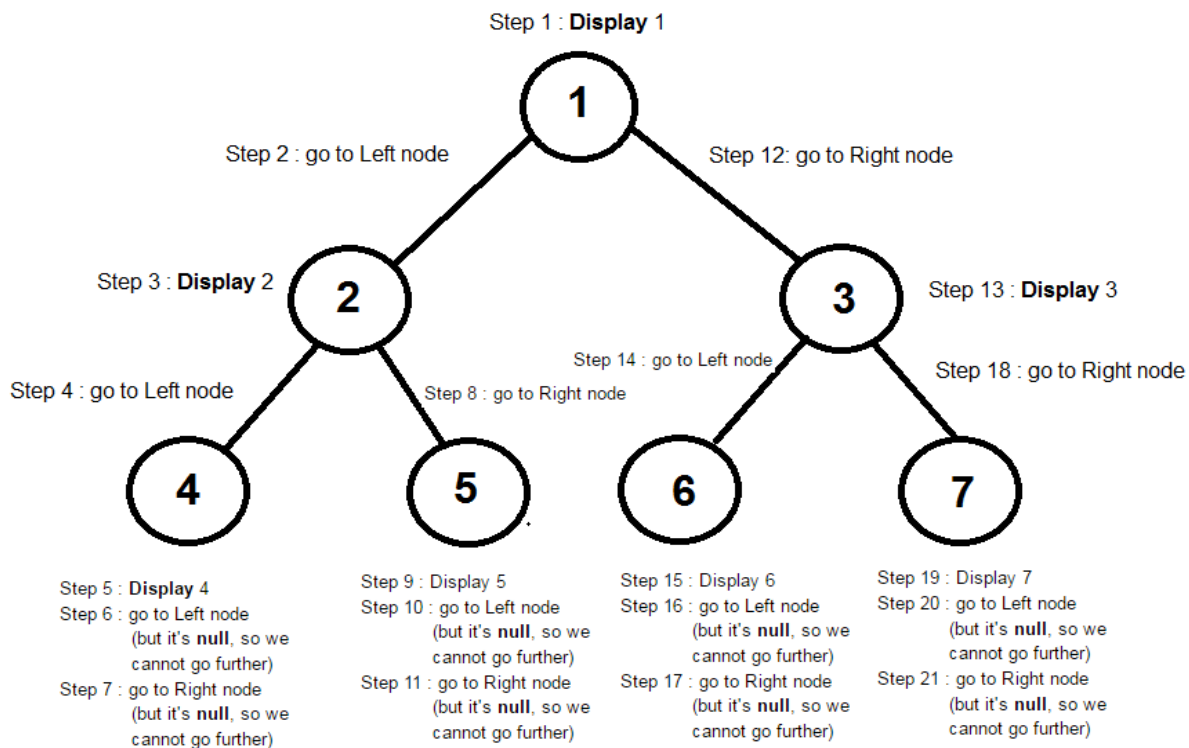 Step 1 : Display 1
1
Step 2 : go to Left node
Step 12: go to Right node
Step 3 : Display 2
2
3
Step 13 : Display 3
Step 4 : go to Left node
Step 8 : go to Right node
Step 14 : go to Left node
Step 18 : go to Right node
4
5
6
7
Step 5 : Display 4
Step 6 : go to Left node
(but it's null, so we
cannot go further)
Step 7 : go to Right node
(but it's null, so we
cannot go further)
Step 9 : Display 5
Step 10 : go to Left node
(but it's null, so we
cannot go further)
Step 11 : go to Right node
(but it's null, so we
cannot go further)
Step 15 : Display 6
Step 16 : go to Left node
(but it's null, so we
cannot go further)
Step 17 : go to Right node
(but it's null, so we
cannot go further)
Step 19 : Display 7
Step 20 : go to Left node
(but it's null, so we
cannot go further)
Step 21 : go to Right node
(but it's null, so we
cannot go further)